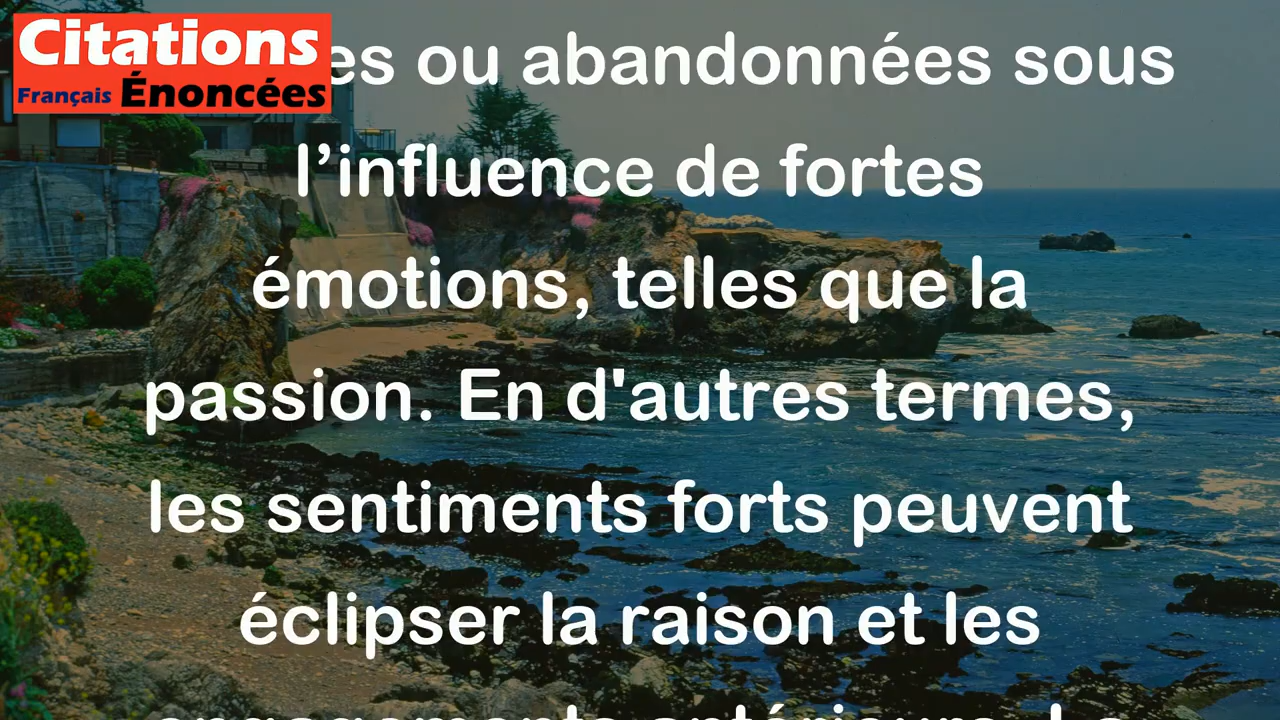 Citations
Français Énoncées
es ou abandonnées sous
l’influence de fortes
émotions, telles que la
passion. En d'autres termes,
les sentiments forts peuvent
éclipser la raison et les